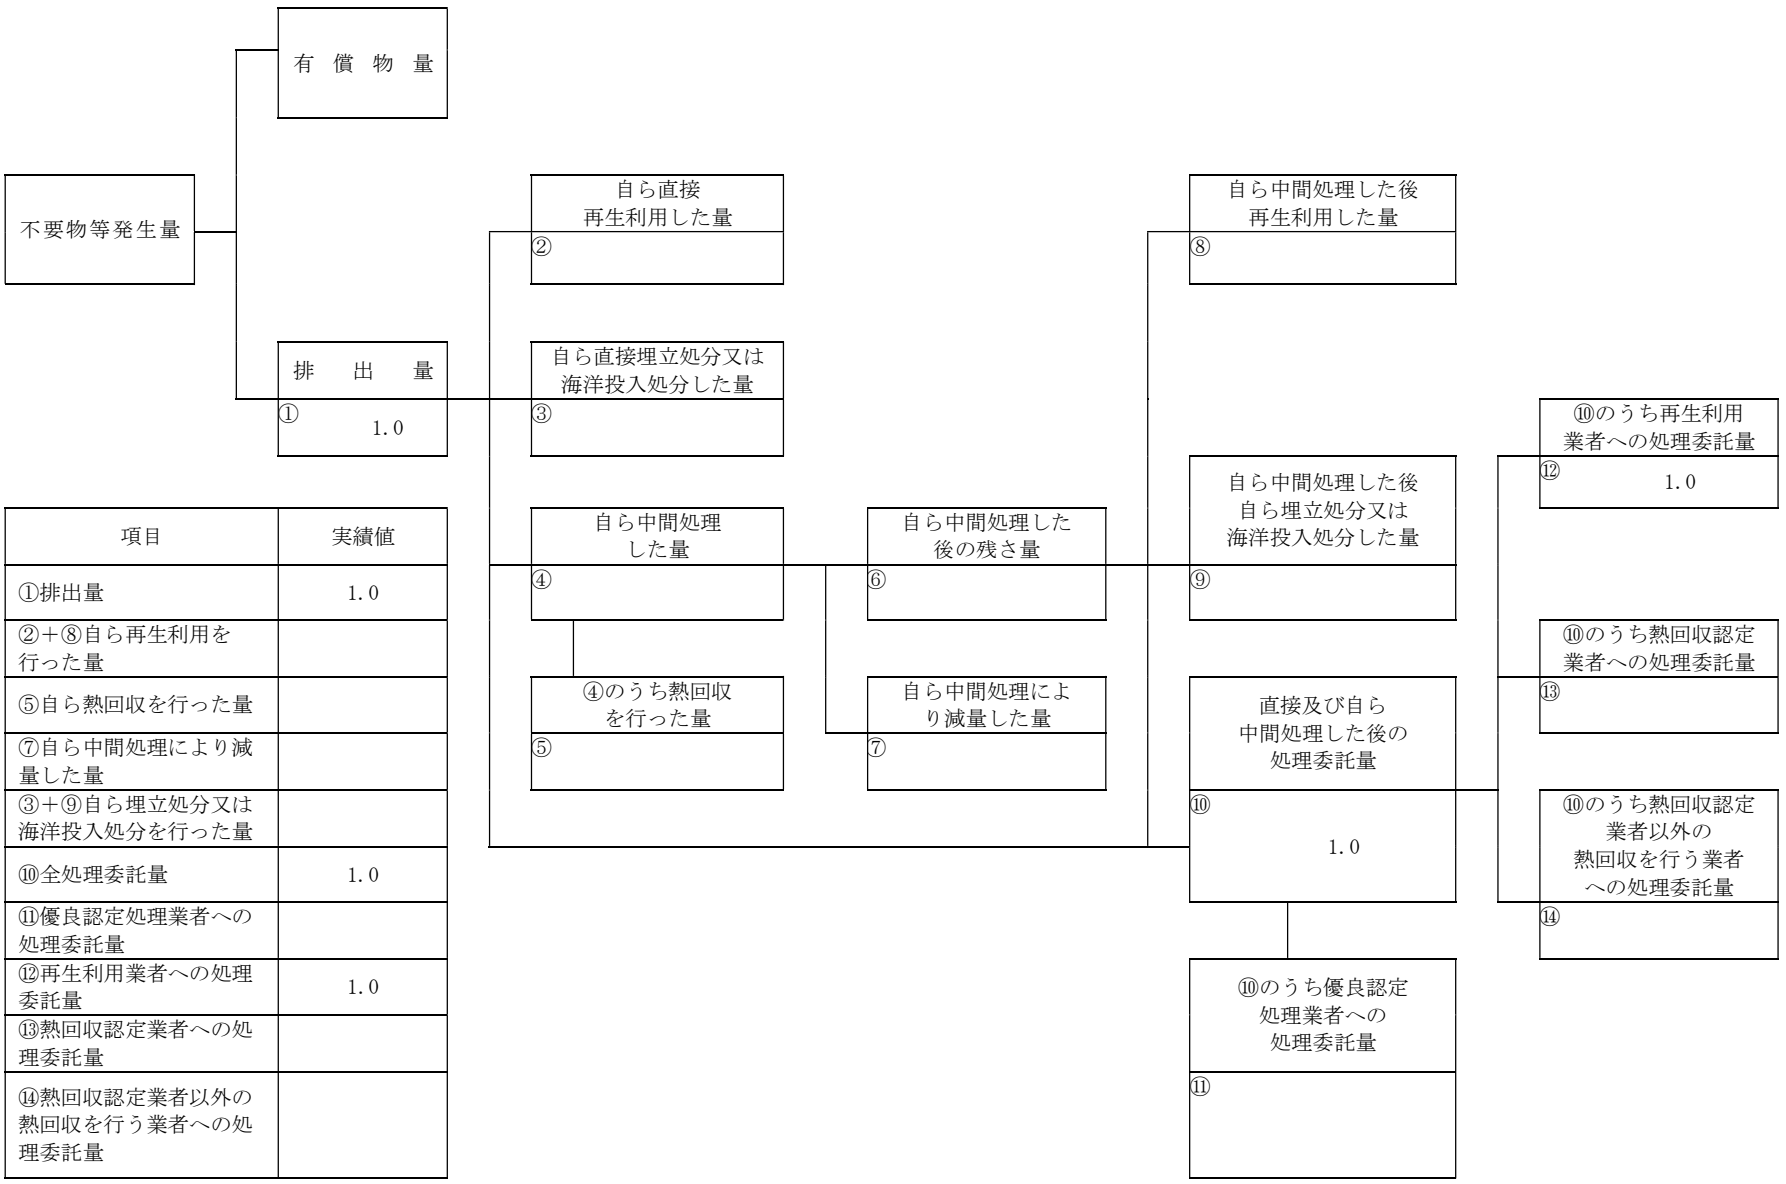 有償物量
不要物等発生量
排出量
①
1.0
自ら直接
再生利用した量
②
自ら直接埋立処分又は
海洋投入処分した量
③
自ら中間処理
した量
④
④のうち熱回収
を行った量
⑤
自ら中間処理した
後の残さ量
⑥
自ら中間処理によ
り減量した量
⑦
自ら中間処理した後
再生利用した量
⑧
自ら中間処理した後
自ら埋立処分又は
海洋投入処分した量
⑨
直接及び自ら
中間処理した後の
処理委託量
⑩
1.0
⑩のうち優良認定
処理業者への
処理委託量
⑪
⑩のうち再生利用
業者への処理委託量
⑫
1.0
⑩のうち熱回収認定
業者への処理委託量
⑬
⑩のうち熱回収認定
業者以外の
熱回収を行う業者
への処理委託量
⑭
項目 実績値
①排出量 1.0
②＋⑧自ら再生利用を
行った量
⑤自ら熱回収を行った量
⑦自ら中間処理により減
量した量
③＋⑨自ら埋立処分又は
海洋投入処分を行った量
⑩全処理委託量 1.0
⑪優良認定処理業者への
処理委託量
⑫再生利用業者への処理
委託量 1.0
⑬熱回収認定業者への処
理委託量
⑭熱回収認定業者以外の
熱回収を行う業者への処
理委託量